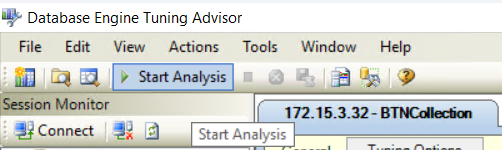 Database Engine Tuning Advisor
File Edit View Actions Tools Window Help
Start Analysis
Session Monitor
172.15.3.32 - BTNCollection
Connect
Start Analysis
General Tuning Options